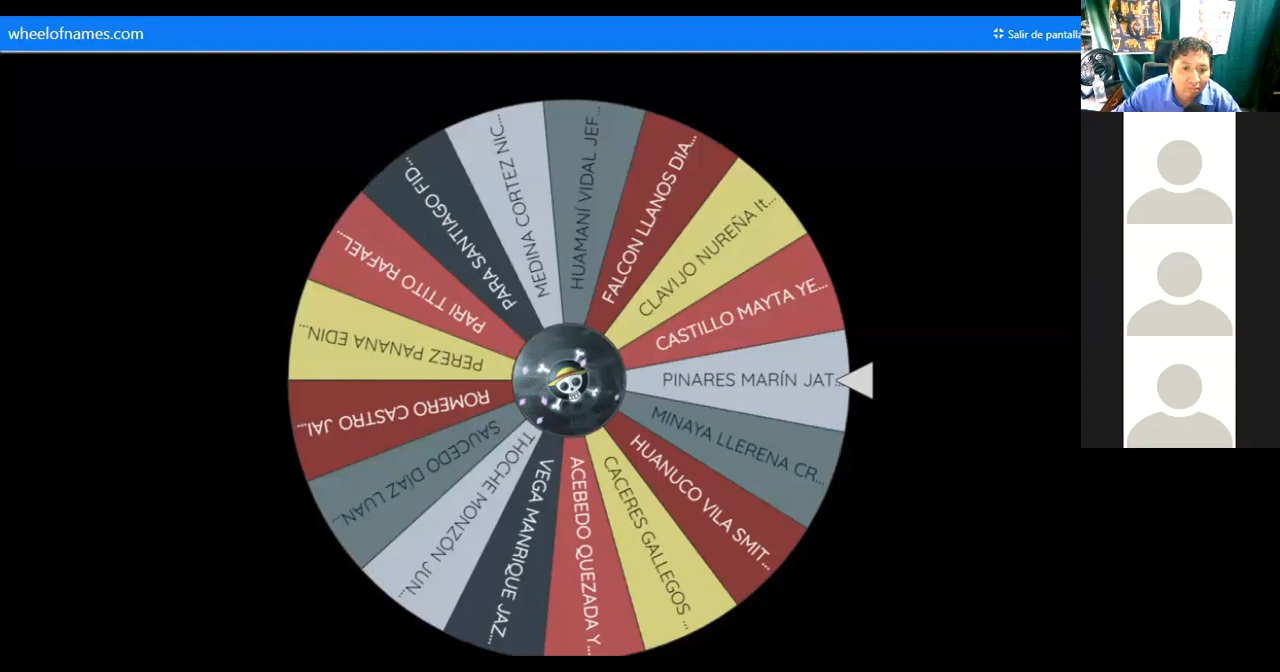 wheelofnames.com
Salir de pantalla
HUAMANÍ VIDAL JEF...
FALCON LLANOS DIA...
CLAVIJO NUREÑA It...
CASTILLO MAYTA YE...
PINARES MARÍN JAT...
MINAYA LLERENA CR...
HUANUCO VILA SMIT...
CACERES GALLEGOS ...
ACEBEDO QUEZADA Y...
VEGA MANRIQUE JAZ...
THOCHE MONZÓN JUN...
SAUCEDO DÍAZ LUAN...
ROMERO CASTRO JAI...
PEREZ PANANA EDIN...
PARI TTITO RAFAEL...
PARA SANTIAGO FID...
MEDINA CORTEZ NIC...